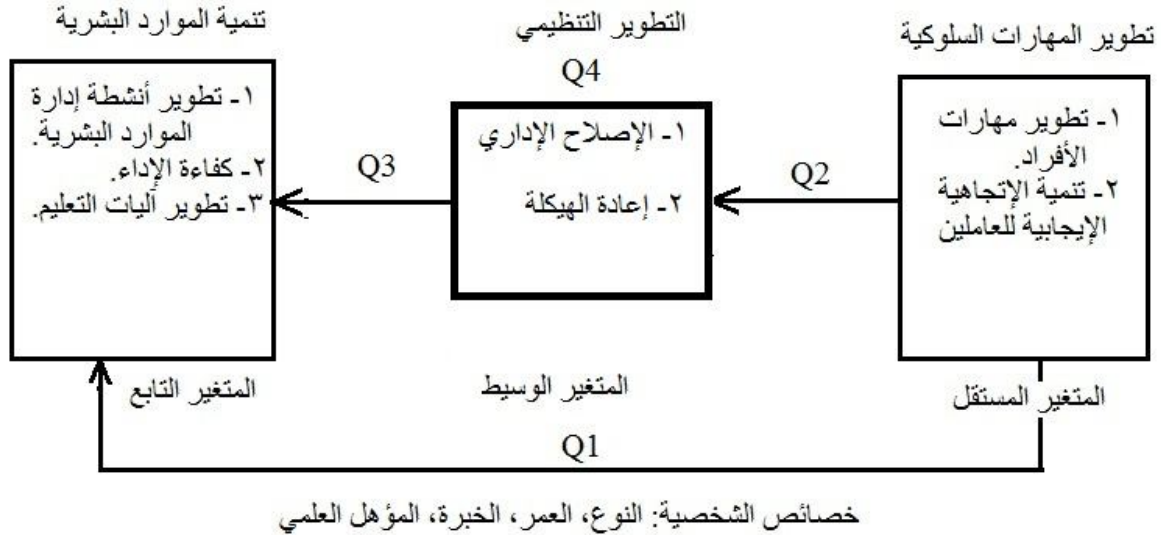 تطوير المهارات السلوكية
١- تطوير مهارات
الأفراد.
٢- تنمية الإتجاهية
الإيجابية للعاملين
المتغير المستقل
Q2
التطوير التنظيمي
Q4
١- الإصلاح الإداري
٢- إعادة الهيكلة
المتغير الوسيط
Q3
تنمية الموارد البشرية
١- تطوير أنشطة إدارة
الموارد البشرية.
٢- كفاءة الإداء.
٣- تطوير آليات التعليم.
المتغير التابع
Q1
خصائص الشخصية: النوع، العمر، الخبرة، المؤهل العلمي